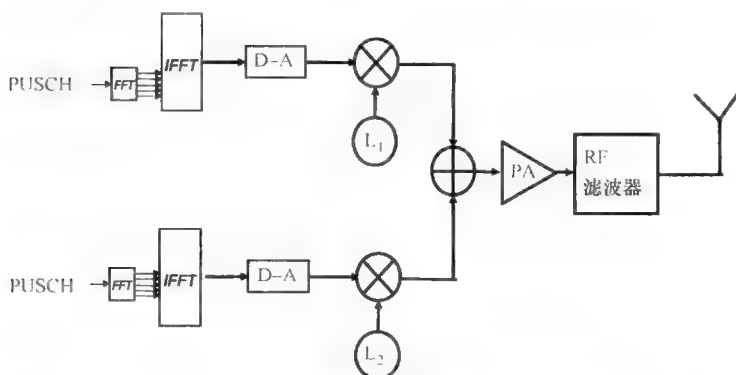 PUSCH
FFT
IFFT
D-A
L₁
PA
RF
滤波器
PUSCH
FFT
IFFT
D-A
L₂